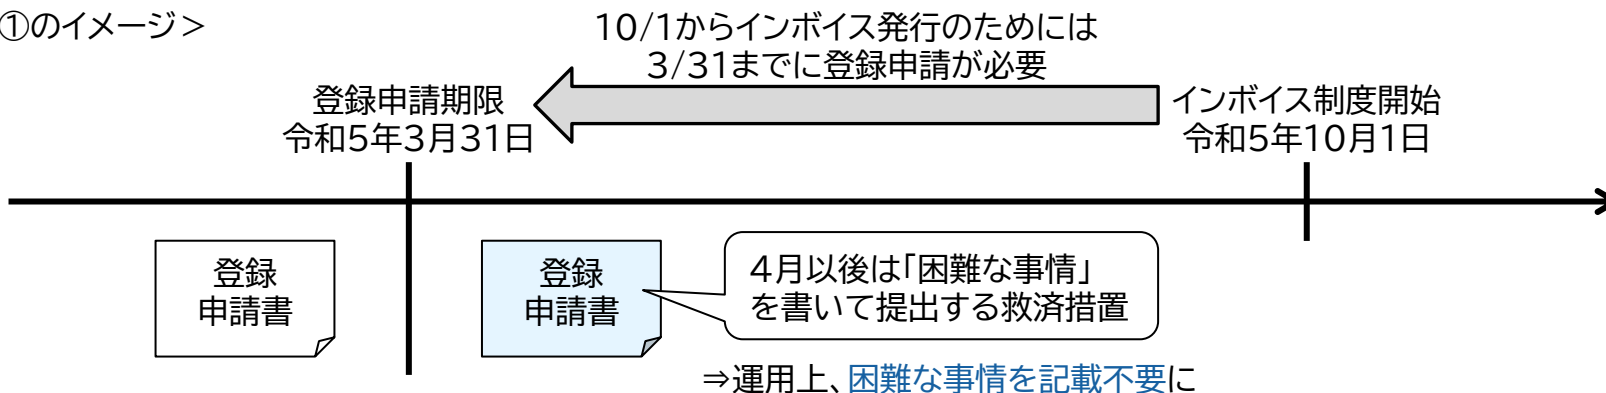 ①のイメージ>
10/1からインボイス発行のためには
3/31までに登録申請が必要
登録申請期限
令和5年3月31日
インボイス制度開始
令和5年10月1日
登録
申請書
登録
申請書
4月以後は「困難な事情」
を書いて提出する救済措置
⇒運用上、困難な事情を記載不要に